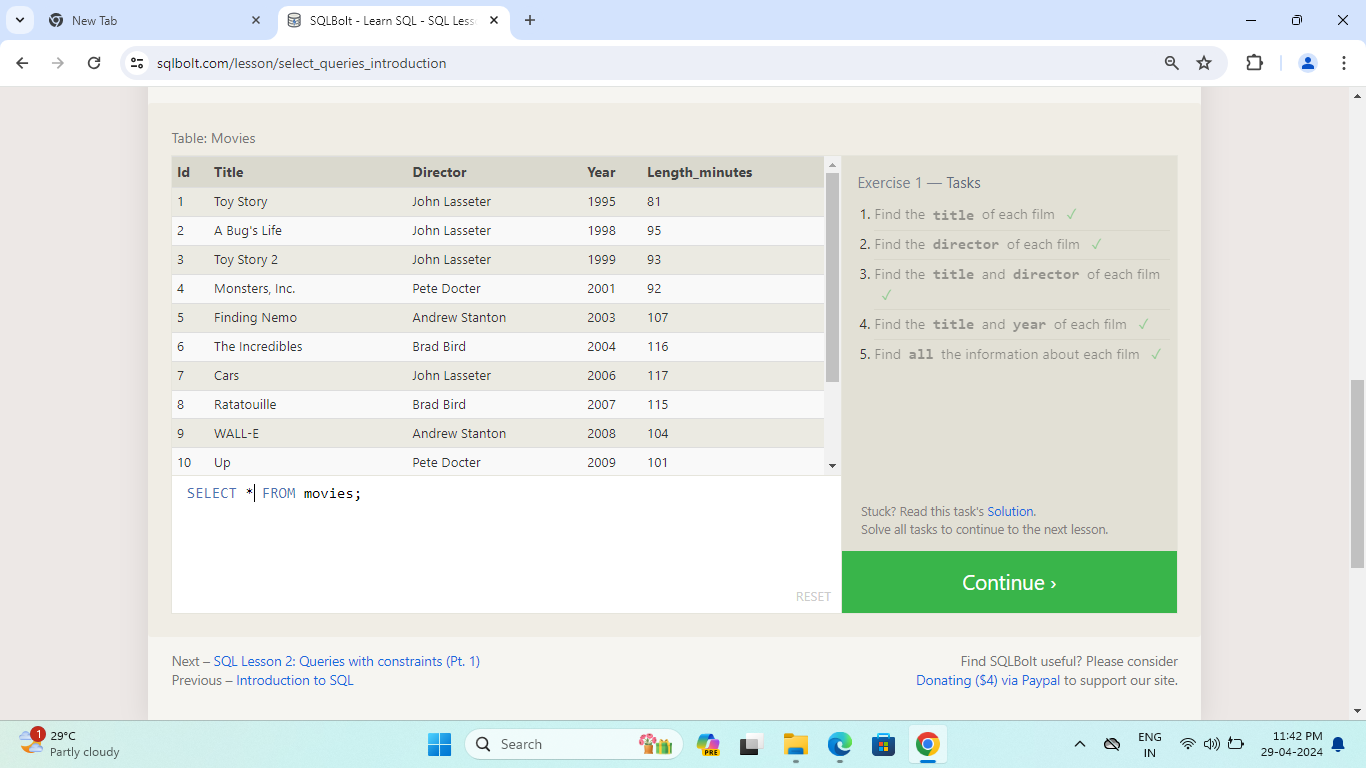 New Tab
SQLBolt - Learn SQL - SQL Less
sqlbolt.com/lesson/select_queries_introduction
Table: Movies
Id Title Director Year Length_minutes
1 Toy Story John Lasseter 1995 81
2 A Bug's Life John Lasseter 1998 95
3 Toy Story 2 John Lasseter 1999 93
4 Monsters, Inc. Pete Docter 2001 92
5 Finding Nemo Andrew Stanton 2003 107
6 The Incredibles Brad Bird 2004 116
7 Cars John Lasseter 2006 117
8 Ratatouille Brad Bird 2007 115
9 WALL-E Andrew Stanton 2008 104
10 Up Pete Docter 2009 101
SELECT * FROM movies;
RESET
Exercise 1 — Tasks
1. Find the title of each film ✓
2. Find the director of each film ✓
3. Find the title and director of each film
✓
4. Find the title and year of each film ✓
5. Find all the information about each film ✓
Stuck? Read this task's Solution.
Solve all tasks to continue to the next lesson.
Continue ›
Next – SQL Lesson 2: Queries with constraints (Pt. 1)
Previous – Introduction to SQL
Find SQLBolt useful? Please consider
Donating ($4) via Paypal to support our site.
1
29°C
Partly cloudy
Search
PRE
ENG
IN
11:42 PM
29-04-2024